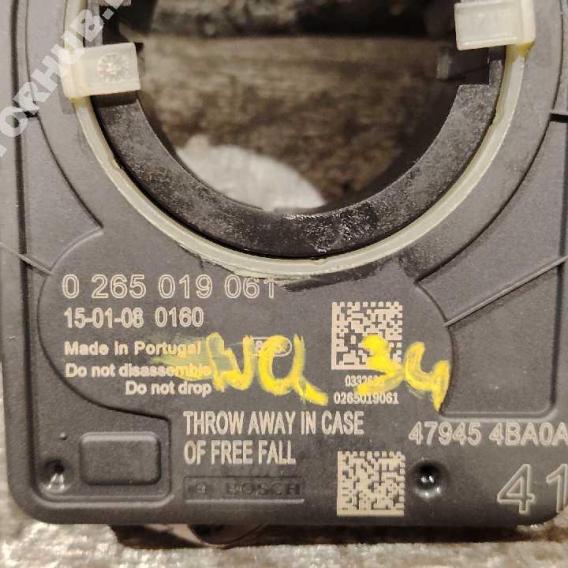 0 265 019 061
15-01-08 0160
Made in Portugal
Do not disassemble
Do not drop
34
0265019061
THROW AWAY IN CASE
OF FREE FALL
47945 4BA0A
BOSCH
41